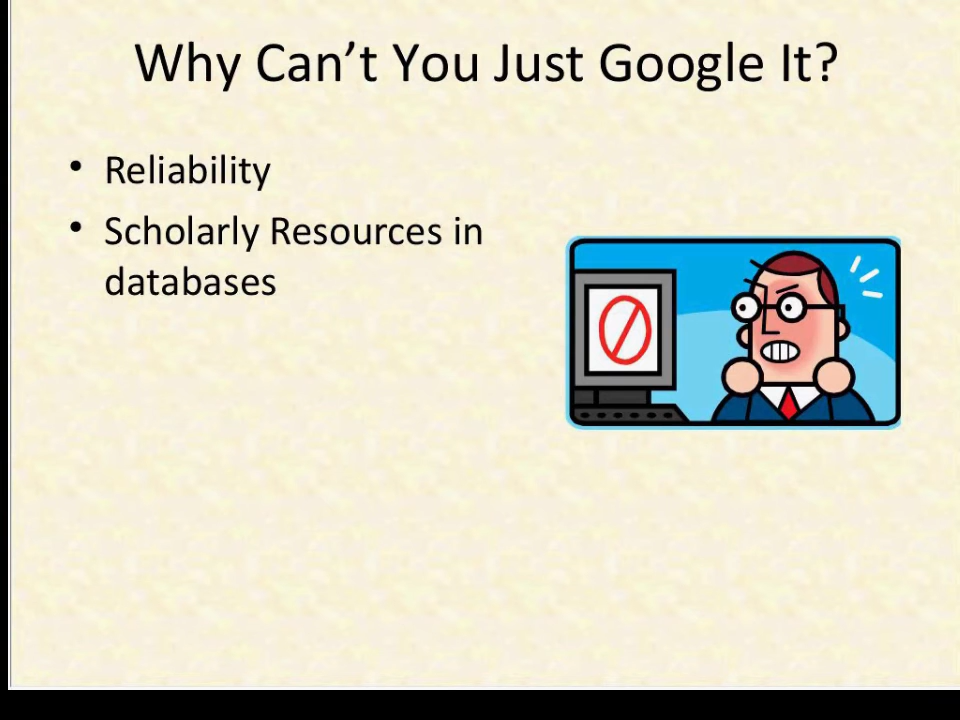 Why Can’t You Just Google It?
• Reliability
• Scholarly Resources in
databases